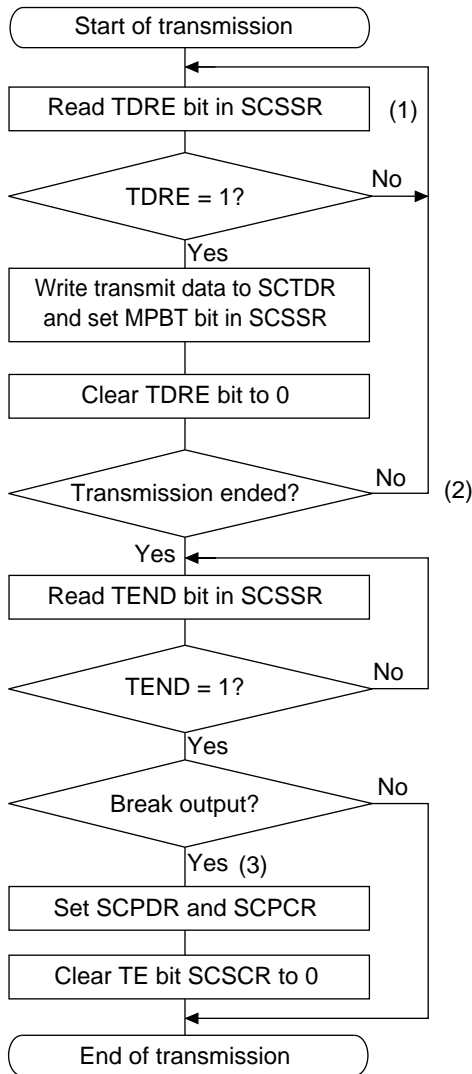 Start of transmission
Read TDRE bit in SCSSR
(1)
TDRE = 1?
No
Yes
Write transmit data to SCTDR
and set MPBT bit in SCSSR
Clear TDRE bit to 0
Transmission ended?
No
(2)
Yes
Read TEND bit in SCSSR
TEND = 1?
No
Yes
Break output?
No
Yes (3)
Set SCPDR and SCPCR
Clear TE bit SCSCR to 0
End of transmission